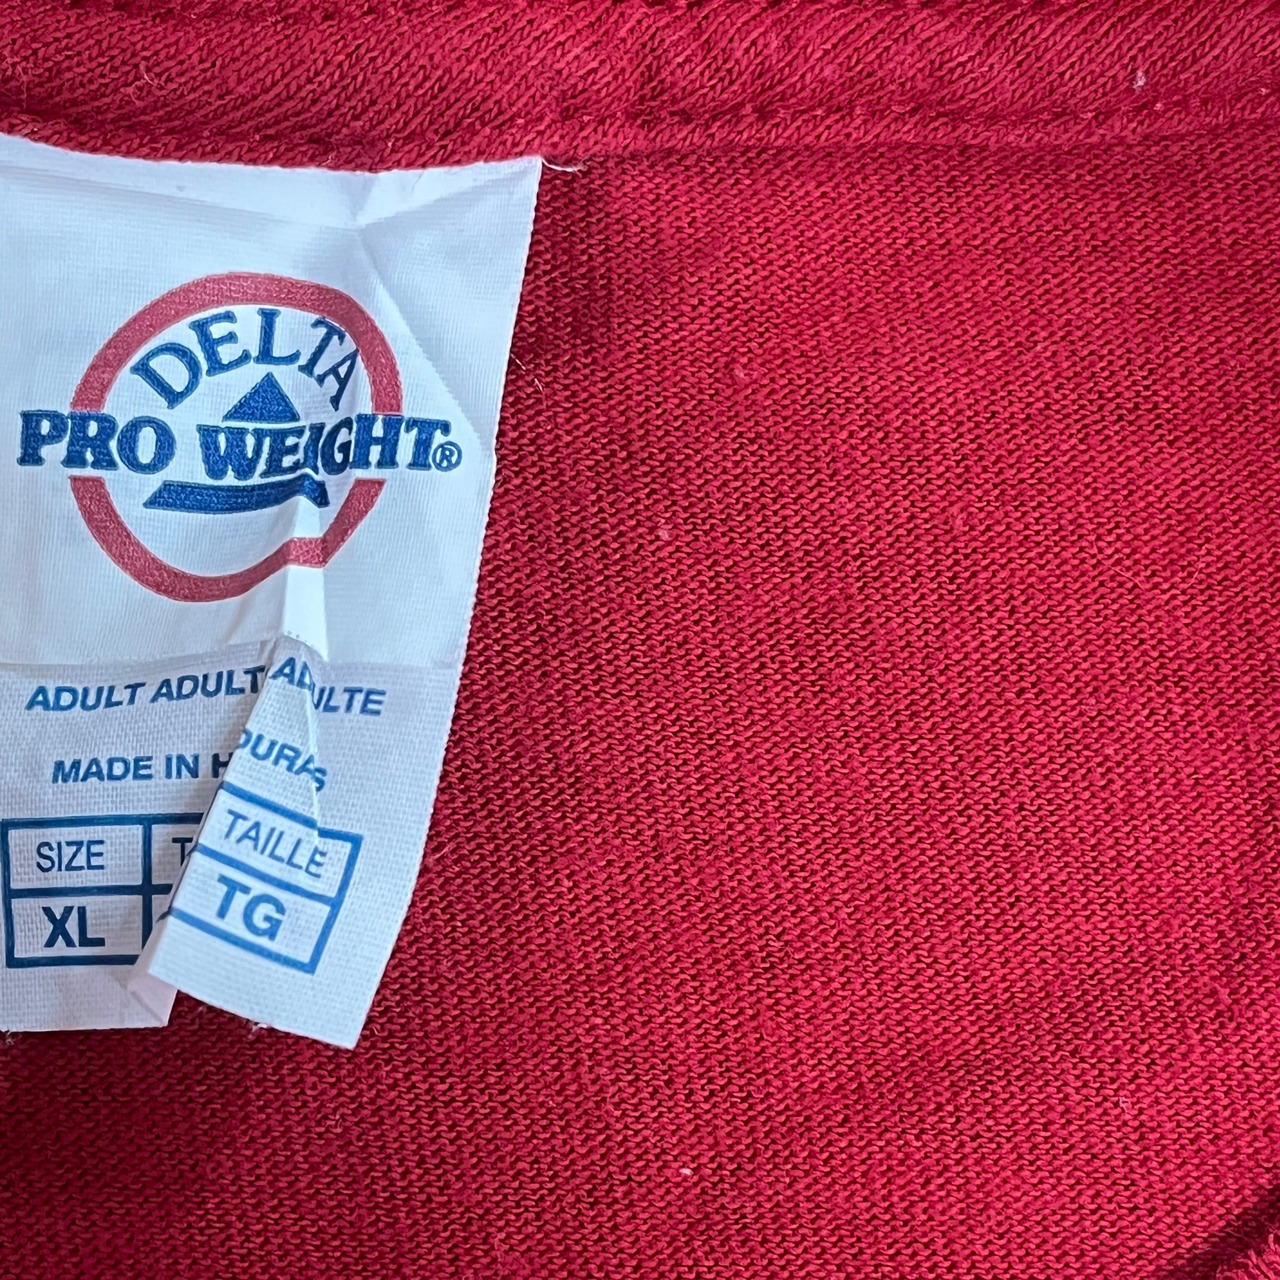 DELTA
PRO WEIGHT®
ADULT ADULT ADULTE
MADE IN H DURAS
SIZE T TAILLE
XL TG